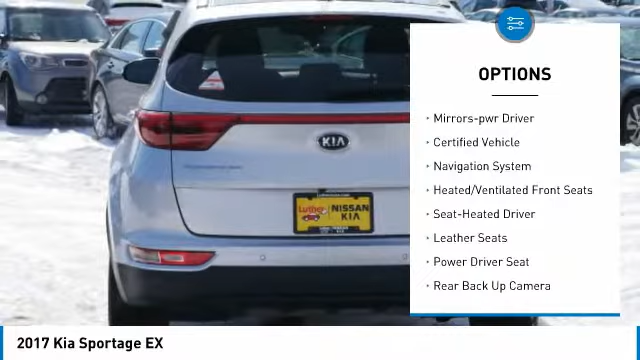 OPTIONS
• Mirrors-pwr Driver
• Certified Vehicle
• Navigation System
• Heated/Ventilated Front Seats
• Seat-Heated Driver
• Leather Seats
• Power Driver Seat
• Rear Back Up Camera
KIA
Luther NISSAN
KIA
2017 Kia Sportage EX